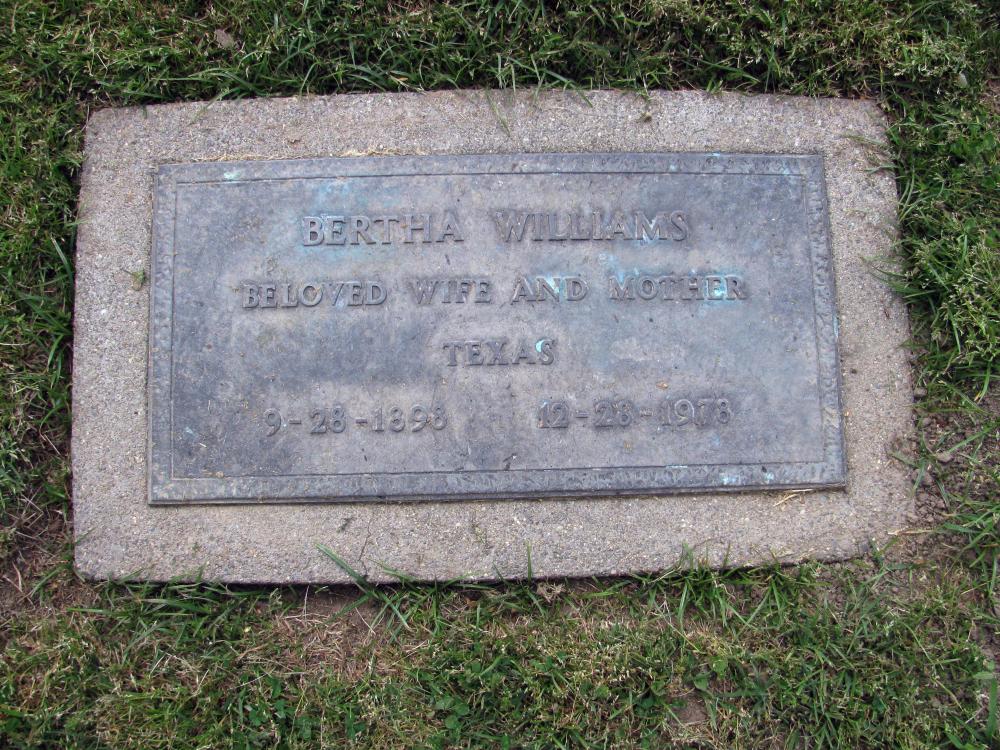 BERTHA WILLIAMS
BELOVED WIFE AND MOTHER
TEXAS
9-28-1898 12-28-1978